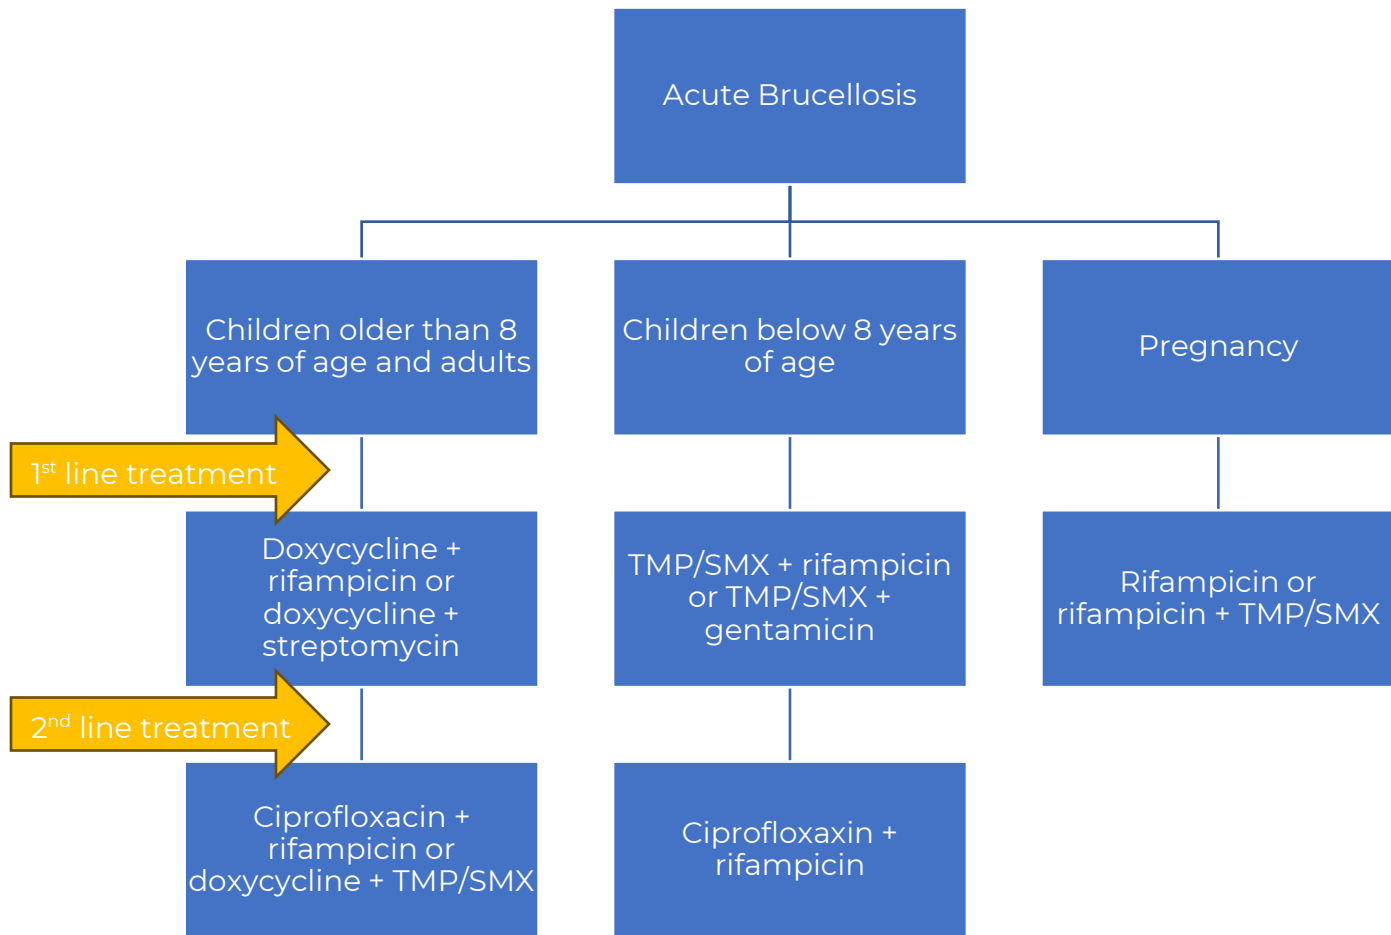 Acute Brucellosis
Children older than 8
years of age and adults
Children below 8 years
of age
Pregnancy
1st line treatment
Doxycycline +
rifampicin or
doxycycline +
streptomycin
TMP/SMX + rifampicin
or TMP/SMX +
gentamicin
Rifampicin or
rifampicin + TMP/SMX
2nd line treatment
Ciprofloxacin +
rifampicin or
doxycycline + TMP/SMX
Ciprofloxaxin +
rifampicin